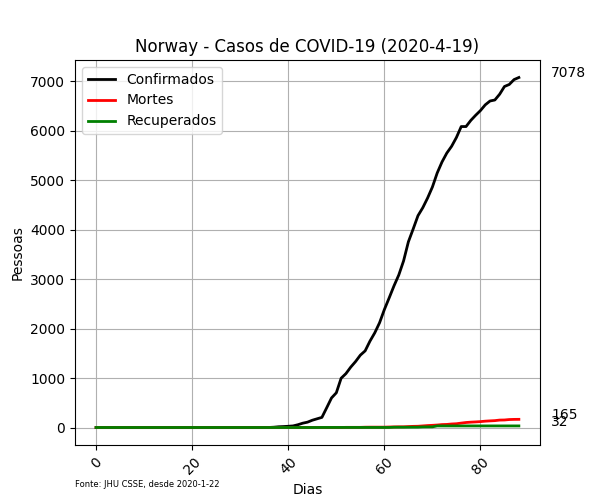 Norway - Casos de COVID-19 (2020-4-19)
Confirmados
Mortes
Recuperados
Pessoas
7000
6000
5000
4000
3000
2000
1000
0
7078
165
32
0
20
40
60
80
Dias
Fonte: JHU CSSE, desde 2020-1-22